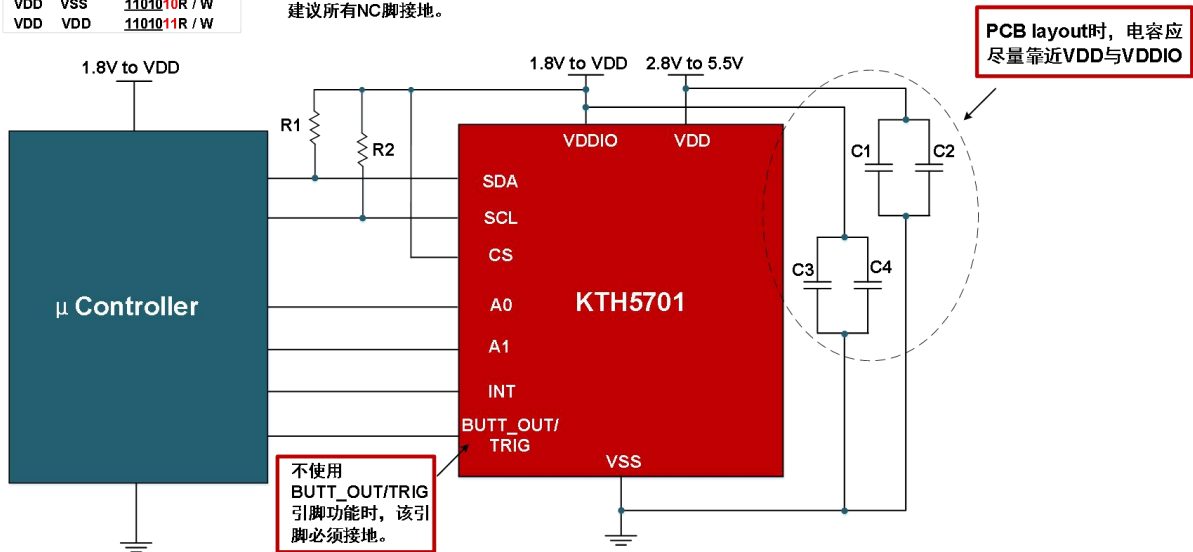 VDD VSS 1101010R / W
VDD VDD 1101011R / W
建议所有NC脚接地。
PCB layout时，电容应
尽量靠近VDD与VDDIO
1.8V to VDD
1.8V to VDD
2.8V to 5.5V
R1
R2
VDDIO
VDD
C1
C2
SDA
SCL
CS
C3
C4
μ Controller
A0
KTH5701
A1
INT
BUTT_OUT/
TRIG
VSS
不使用
BUTT_OUT/TRIG
引脚功能时，该引
脚必须接地。